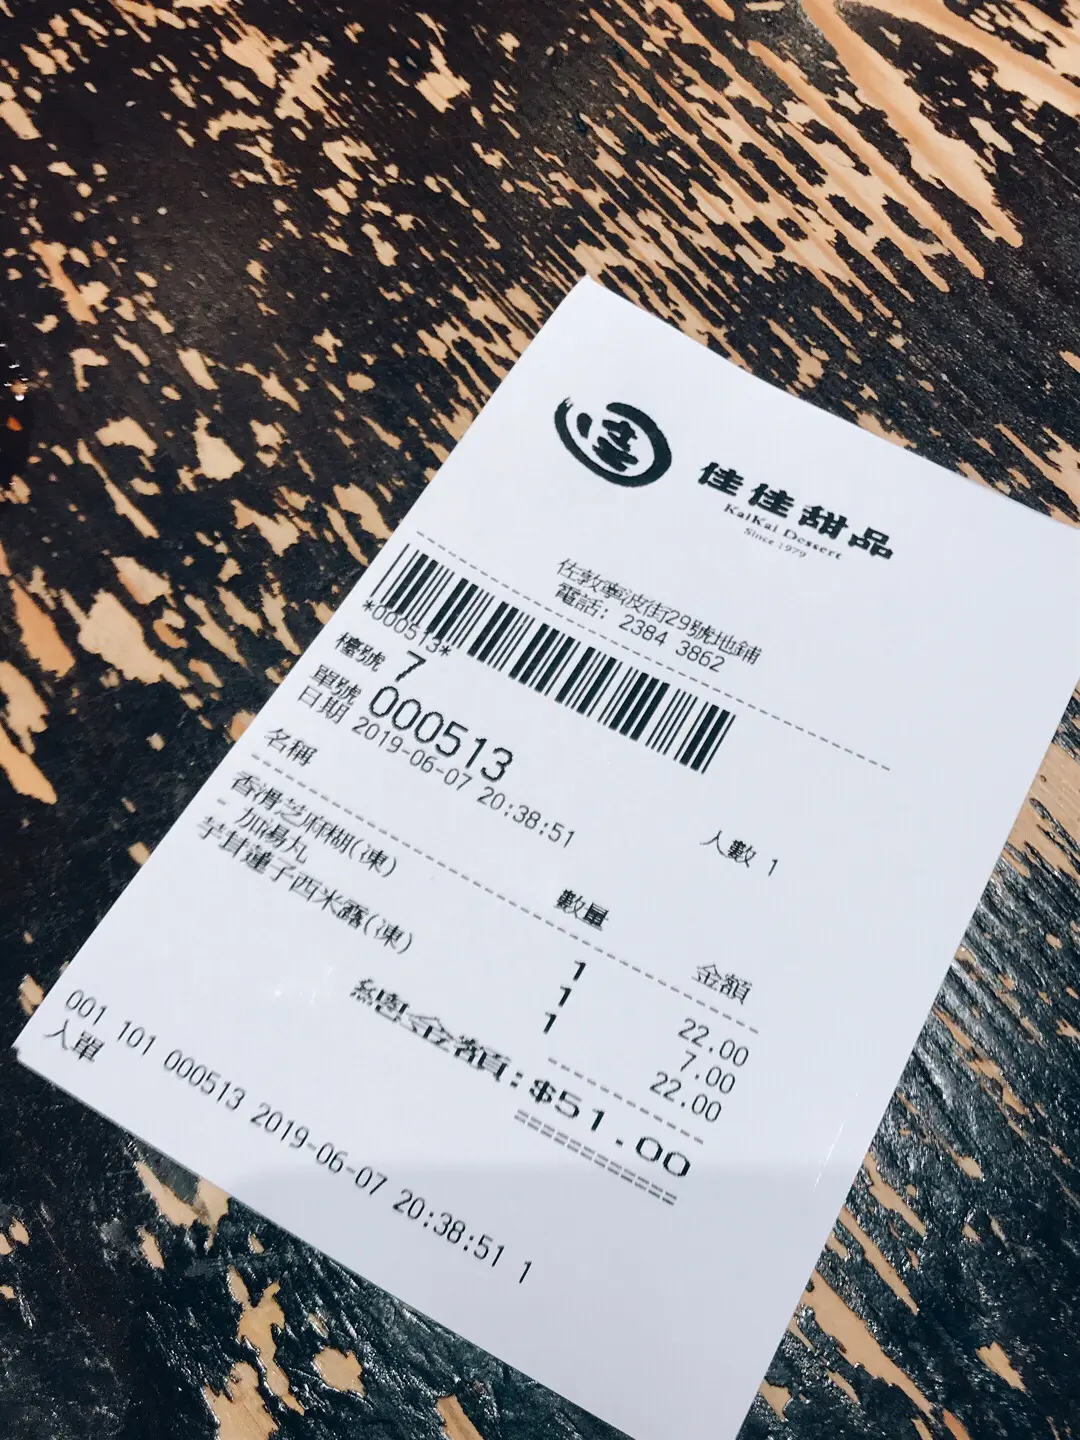 佳
佳佳甜品
KaiKai Dessert
Since 1979
佐敦寧波街29號地鋪
電話: 2384 3862
*000513*
檯號 7
單號 000513 人數 1
日期 2019-06-07 20:38:51
名稱 數量 金額
香滑芝麻糊(凍) 1 22.00
- 加湯丸 1 7.00
芋茸蓮子西米露(凍) 1 22.00
總金額:$51.00
001 101 000513 2019-06-07 20:38:51 1
入單